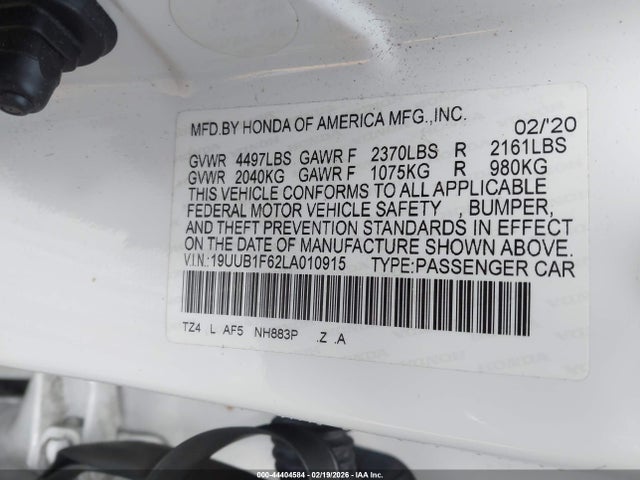 MFD.BY HONDA OF AMERICA MFG.,INC. 02/'20
GVWR 4497LBS GAWR F 2370LBS R 2161LBS
GVWR 2040KG GAWR F 1075KG R 980KG
THIS VEHICLE CONFORMS TO ALL APPLICABLE
FEDERAL MOTOR VEHICLE SAFETY , BUMPER,
AND THEFT PREVENTION STANDARDS IN EFFECT
ON THE DATE OF MANUFACTURE SHOWN ABOVE.
V.I.N.:19UUB1F62LA010915 TYPE:PASSENGER CAR
TZ4 L AF5 NH883P .Z .A
000-44404584 - 02/19/2026 - IAA Inc.